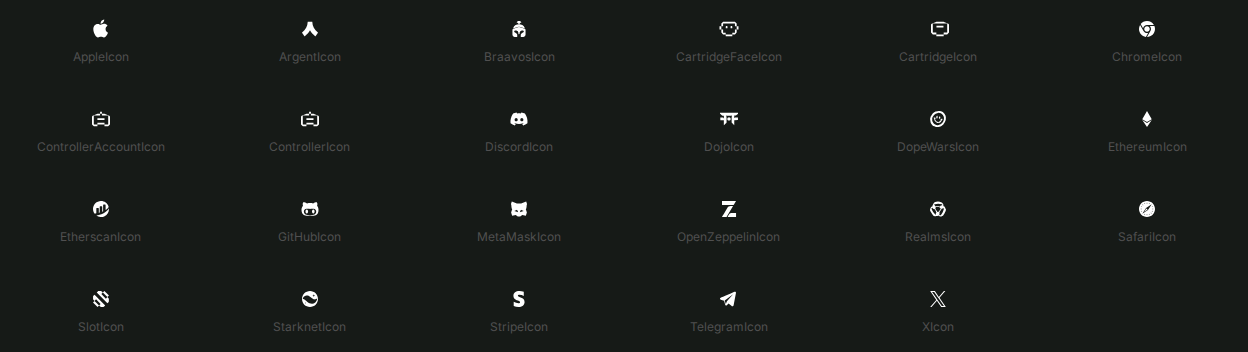 AppleIcon
ArgentIcon
BraavosIcon
CartridgeFaceIcon
CartridgeIcon
ChromeIcon
ControllerAccountIcon
ControllerIcon
DiscordIcon
DojoIcon
DopeWarsIcon
EthereumIcon
EtherscanIcon
GitHubIcon
MetaMaskIcon
OpenZeppelinIcon
RealmsIcon
SafariIcon
SlotIcon
StarknetIcon
StripeIcon
TelegramIcon
XIcon